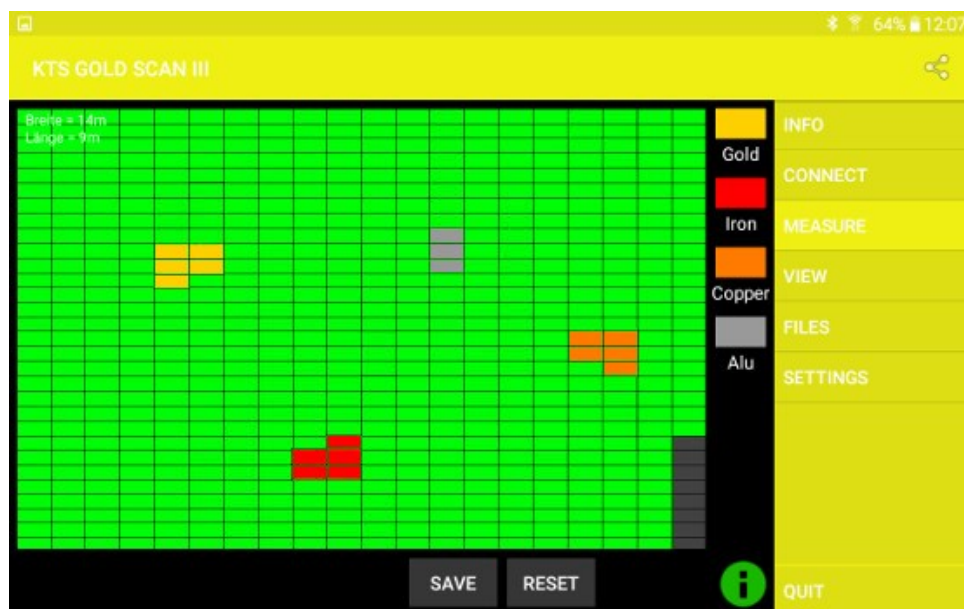 64% 12:07
KTS GOLD SCAN III
Breite = 14m
Länge = 9m
Gold
Iron
Copper
Alu
INFO
CONNECT
MEASURE
VIEW
FILES
SETTINGS
SAVE RESET
i
QUIT